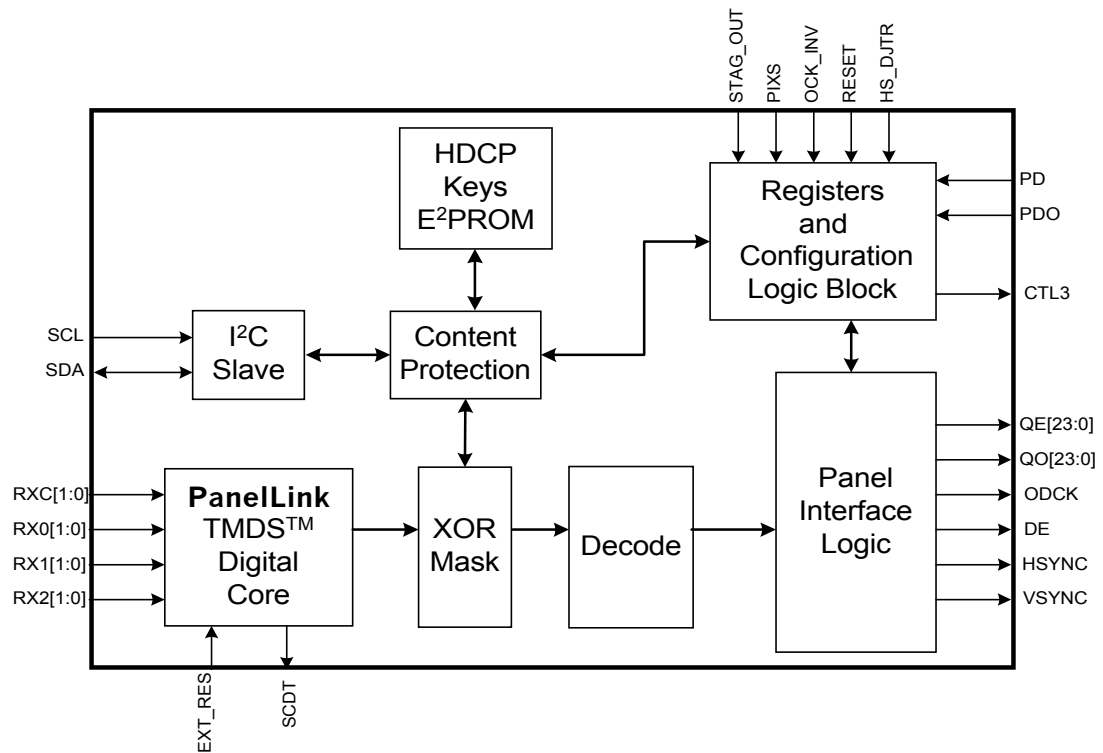 STAG_OUT
PIXS
OCK_INV
RESET
HS_DJTR
HDCP
Keys
E²PROM
Registers
and
Configuration
Logic Block
PD
PDO
CTL3
SCL
SDA
I²C
Slave
Content
Protection
QE[23:0]
QO[23:0]
ODCK
DE
HSYNC
VSYNC
Panel
Interface
Logic
RXC[1:0]
RX0[1:0]
RX1[1:0]
RX2[1:0]
PanelLink
TMDS™
Digital
Core
XOR
Mask
Decode
EXT_RES
SCDT